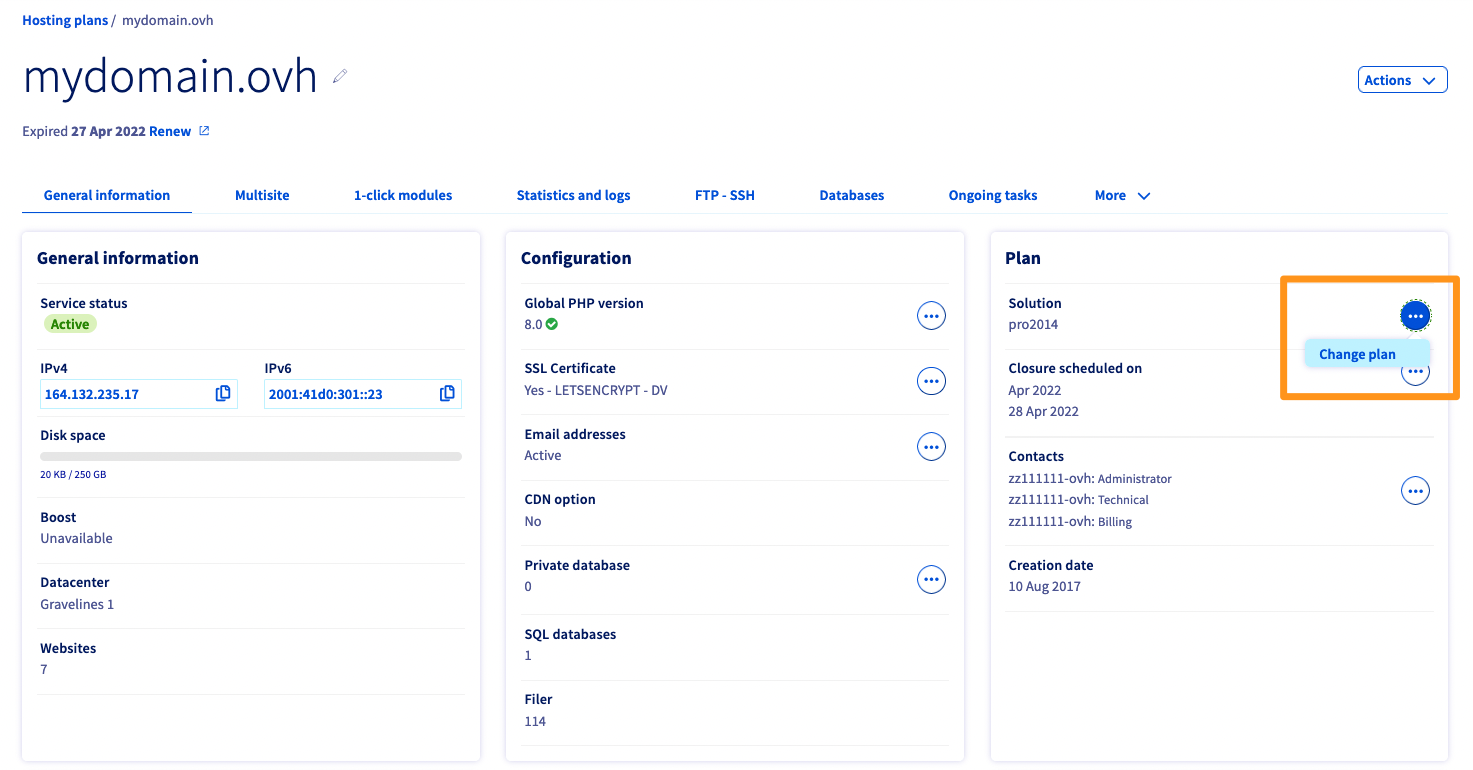 Hosting plans / mydomain.ovh
mydomain.ovh
Actions
Expired 27 Apr 2022 Renew
General information Multisite 1-click modules Statistics and logs FTP - SSH Databases Ongoing tasks More
General information
Service status
Active
IPv4 IPv6
164.132.235.17 2001:41d0:301::23
Disk space
20 KB / 250 GB
Boost
Unavailable
Datacenter
Gravelines 1
Websites
7
Configuration
Global PHP version
8.0
SSL Certificate
Yes - LETSENCRYPT - DV
Email addresses
Active
CDN option
No
Private database
0
SQL databases
1
Filer
114
Plan
Solution
pro2014
Change plan
Closure scheduled on
Apr 2022
28 Apr 2022
Contacts
zz111111-ovh: Administrator
zz111111-ovh: Technical
zz111111-ovh: Billing
Creation date
10 Aug 2017